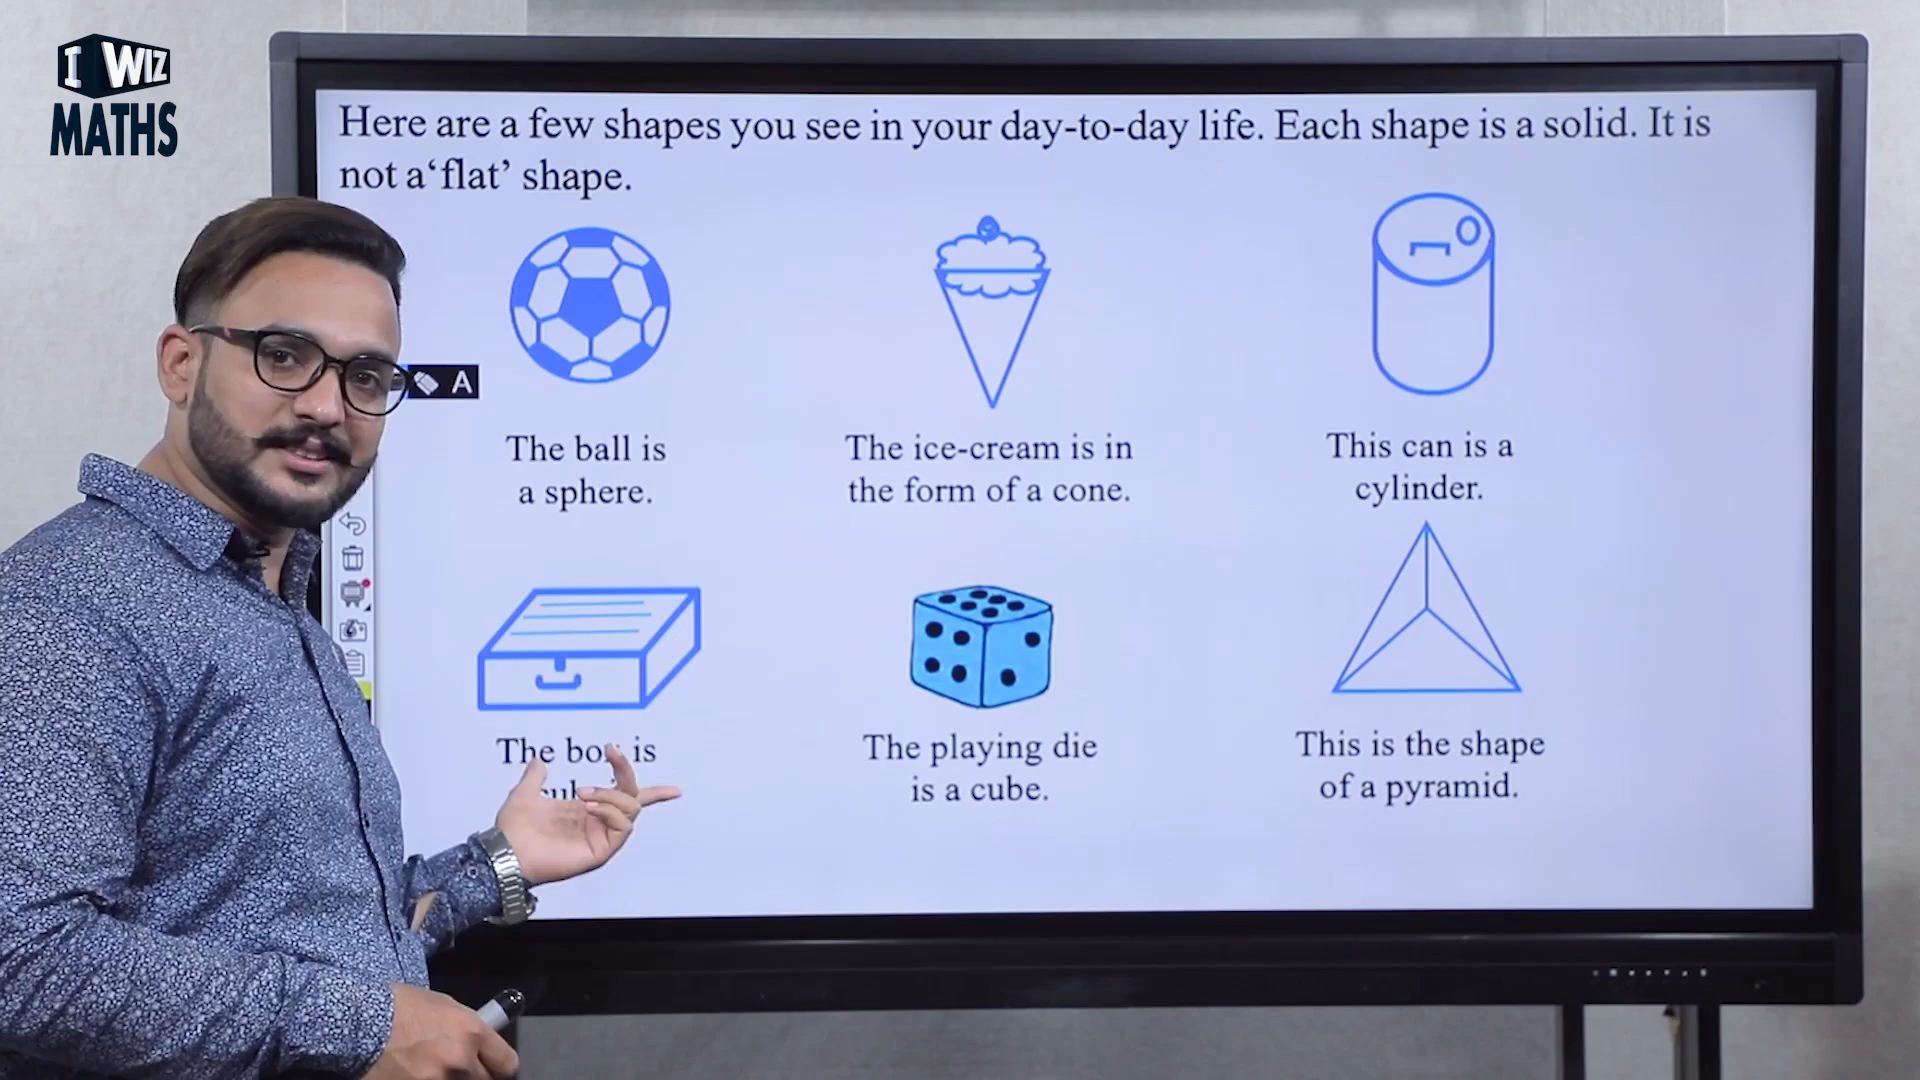 I WIZ
MATHS
Here are a few shapes you see in your day-to-day life. Each shape is a solid. It is
not a ‘flat’ shape.
A
The ball is
a sphere.
The ice-cream is in
the form of a cone.
This can is a
cylinder.
The box is
The playing die
is a cube.
This is the shape
of a pyramid.